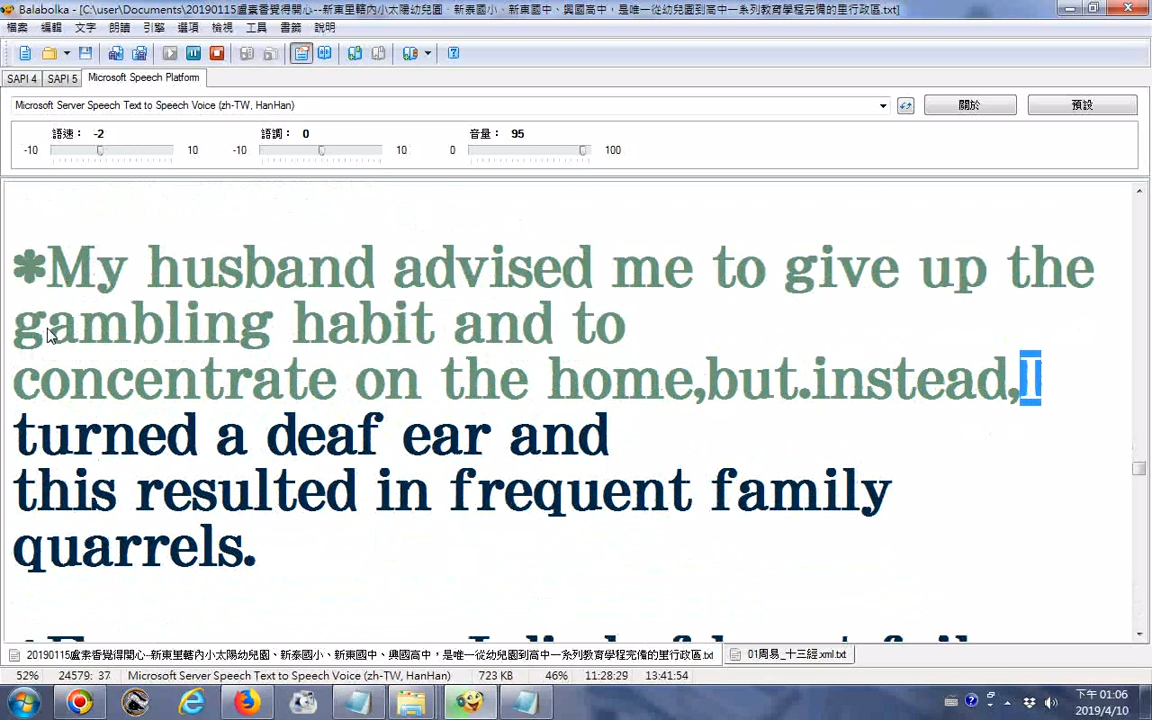 Balabolka - [C:\user\Documents\20190115盧素香覺得開心--新東里轄內小太陽幼兒園、新泰國小、新東國中、興國高中，是唯一從幼兒園到高中一系列教育學程完備的里行政區.txt]
檔案 編輯 文字 朗讀 引擎 選項 檢視 工具 書籤 說明
SAPI 4 SAPI 5 Microsoft Speech Platform
Microsoft Server Speech Text to Speech Voice (zh-TW, HanHan) 關於 預設
語速： -2 語調： 0 音量： 95
-10 10 -10 10 0 100
*My husband advised me to give up the
gambling habit and to
concentrate on the home,but.instead,I
turned a deaf ear and
this resulted in frequent family
quarrels.
20190115盧素香覺得開心--新東里轄內小太陽幼兒園、新泰國小、新東國中、興國高中，是唯一從幼兒園到高中一系列教育學程完備的里行政區.txt 01周易_十三經.xml.txt
52% 24579: 37 Microsoft Server Speech Text to Speech Voice (zh-TW, HanHan) 723 KB 46% 11:28:29 13:41:54
下午 01:06
2019/4/10